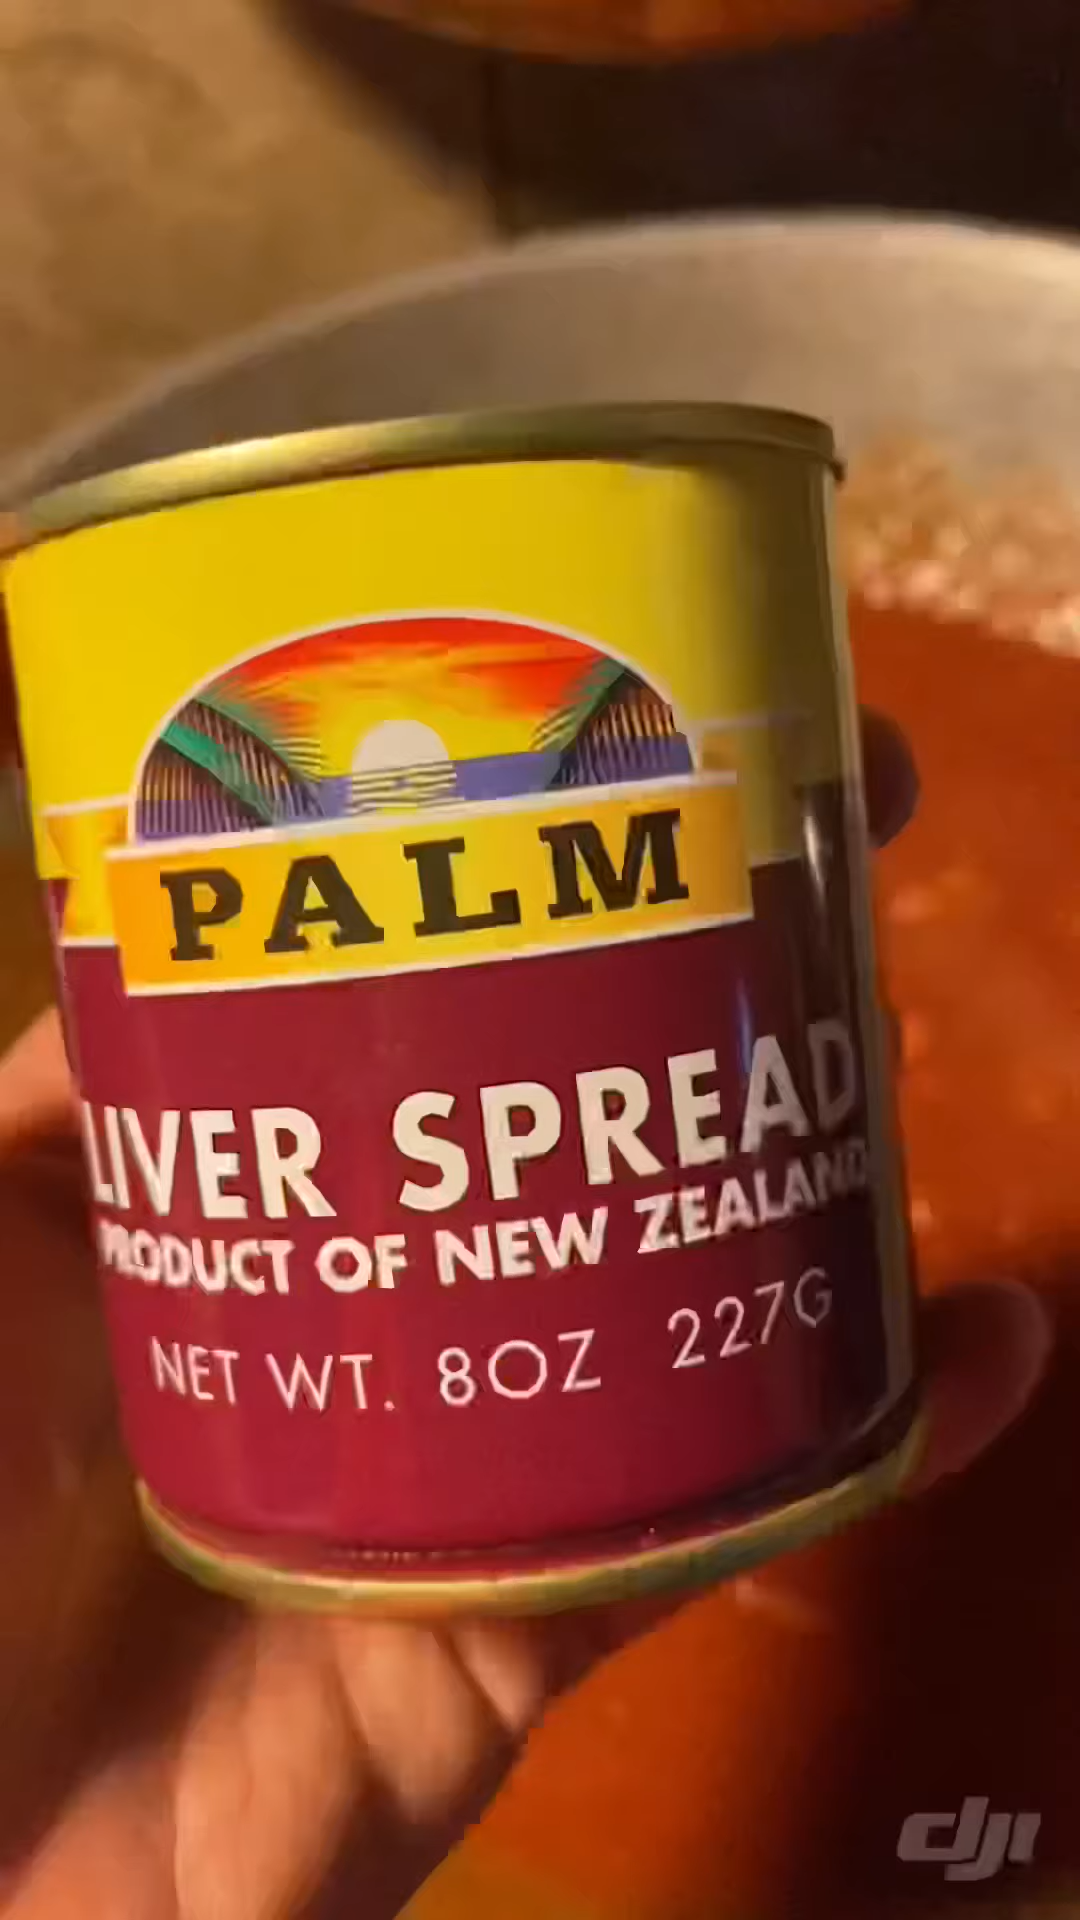 PALM
LIVER SPREAD
PRODUCT OF NEW ZEALAND
NET WT. 8OZ 227G
dji